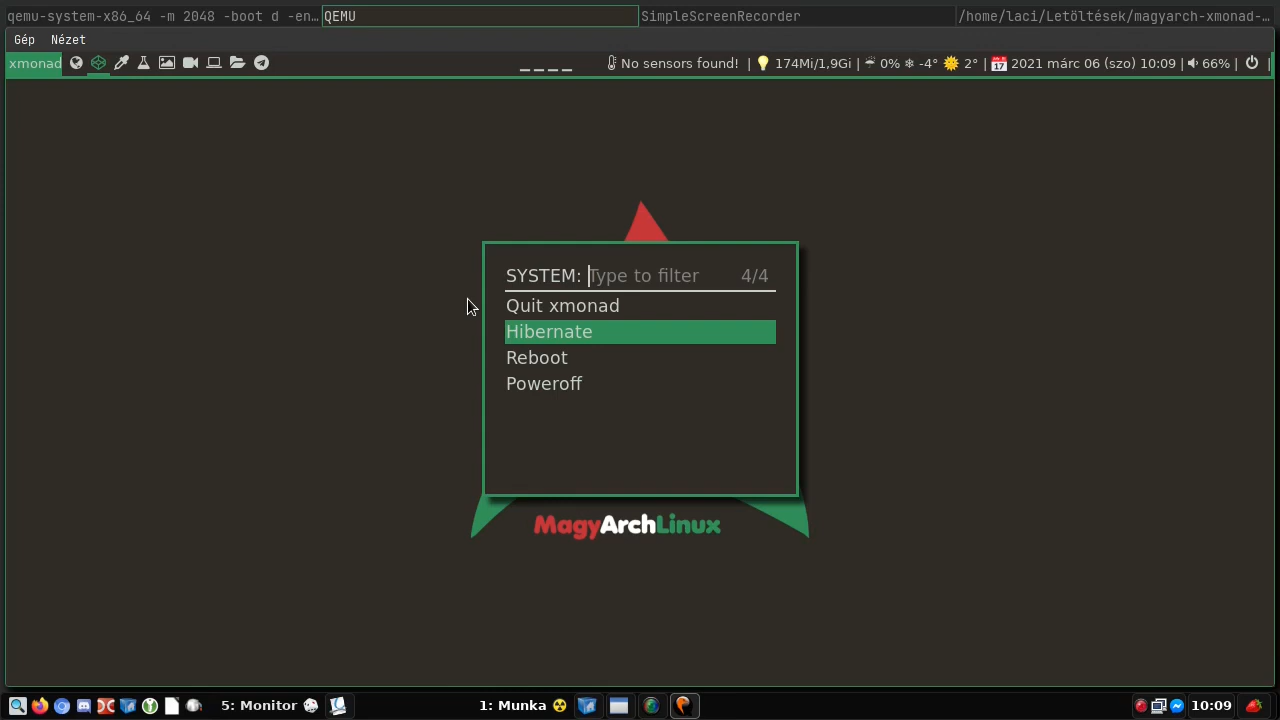 qemu-system-x86_64 -m 2048 -boot d -en… QEMU SimpleScreenRecorder /home/laci/Letöltések/magyarch-xmonad-…
Gép Nézet
xmonad No sensors found! | 174Mi/1,9Gi | 0% -4° 2° | 2021 márc 06 (szo) 10:09 | 66% | |
SYSTEM: Type to filter 4/4
Quit xmonad
Hibernate
Reboot
Poweroff
MagyArchLinux
5: Monitor 1: Munka 10:09